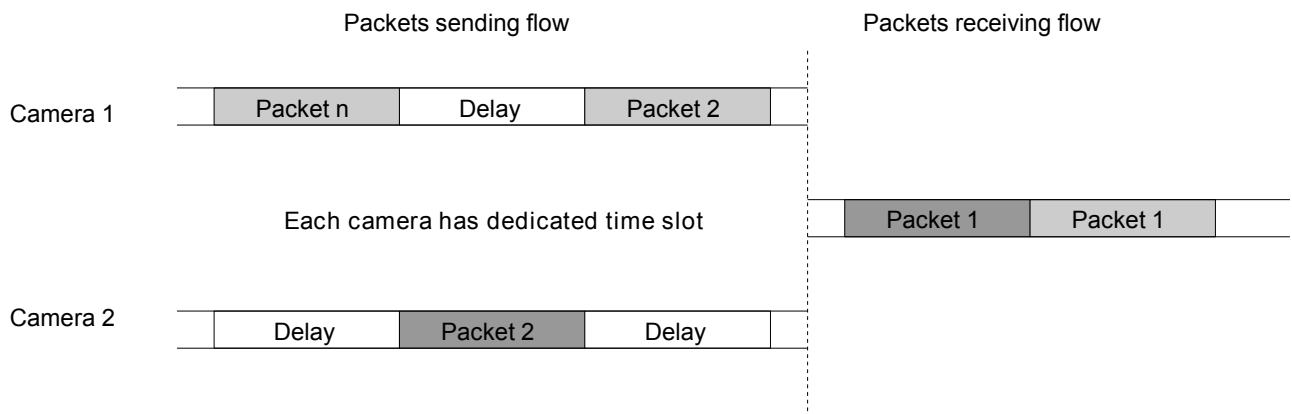 Packets sending flow
Packets receiving flow
Camera 1
Packet n
Delay
Packet 2
Each camera has dedicated time slot
Packet 1
Packet 1
Camera 2
Delay
Packet 2
Delay